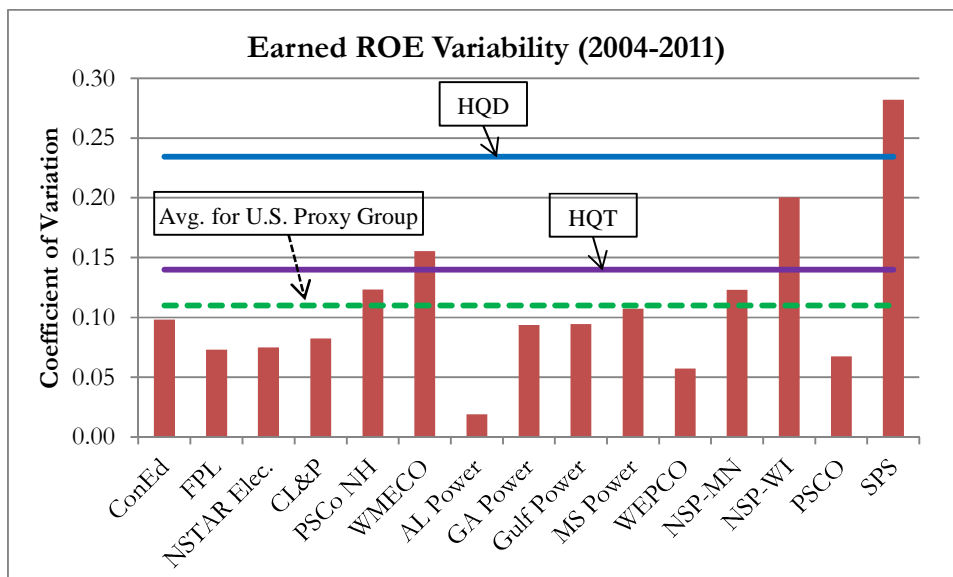 Earned ROE Variability (2004-2011)
Coefficient of Variation
0.30
0.25
0.20
0.15
0.10
0.05
0.00
HQD
Avg. for U.S. Proxy Group
HQT
ConEd
FPL
NSTAR Elec.
CL&P
PSCo NH
WMECO
AL Power
GA Power
Gulf Power
MS Power
WEPCO
NSP-MN
NSP-WI
PSCO
SPS